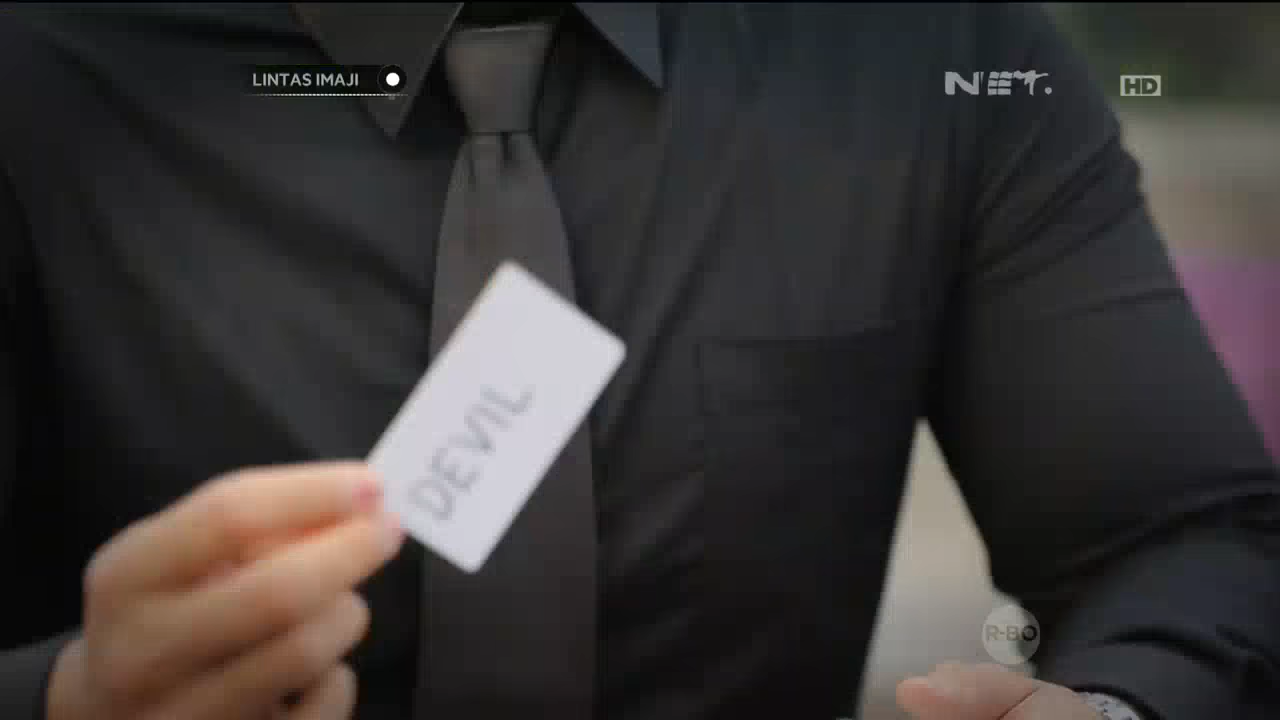 LINTAS IMAJI
NET.
HD
DEVIL
R-BO